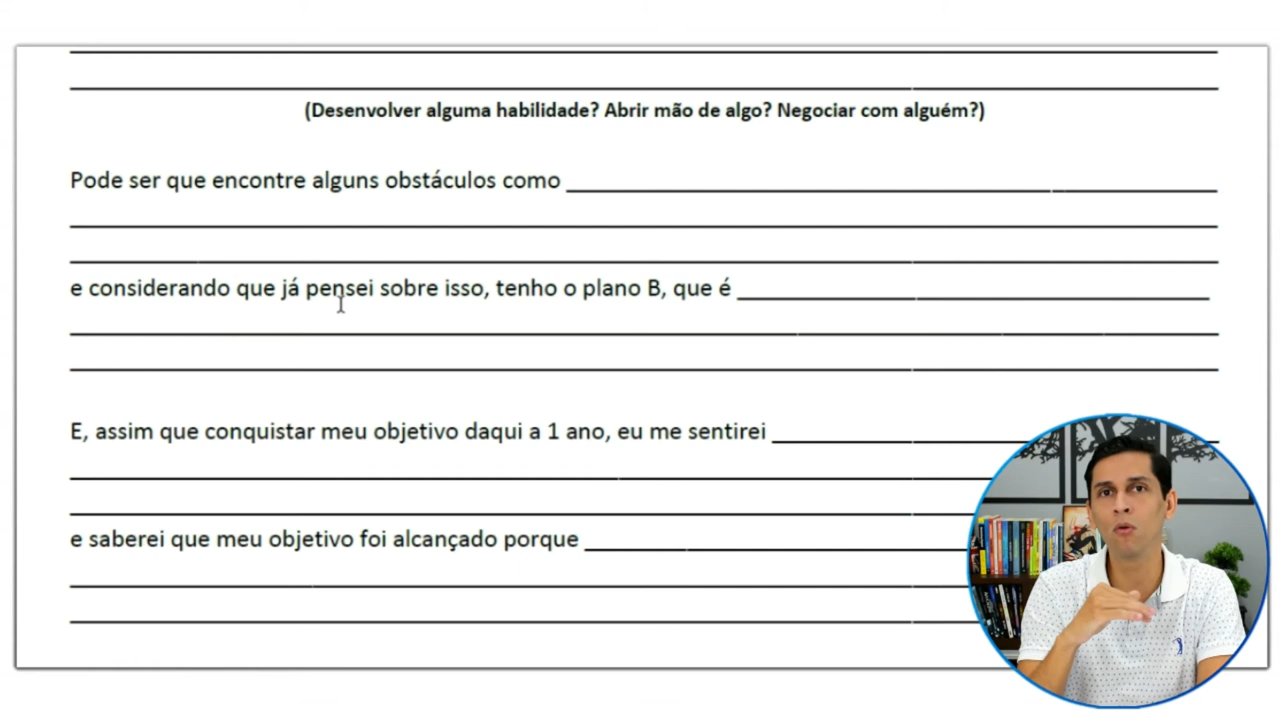 (Desenvolver alguma habilidade? Abrir mão de algo? Negociar com alguém?)
Pode ser que encontre alguns obstáculos como
e considerando que já pensei sobre isso, tenho o plano B, que é
E, assim que conquistar meu objetivo daqui a 1 ano, eu me sentirei
e saberei que meu objetivo foi alcançado porque